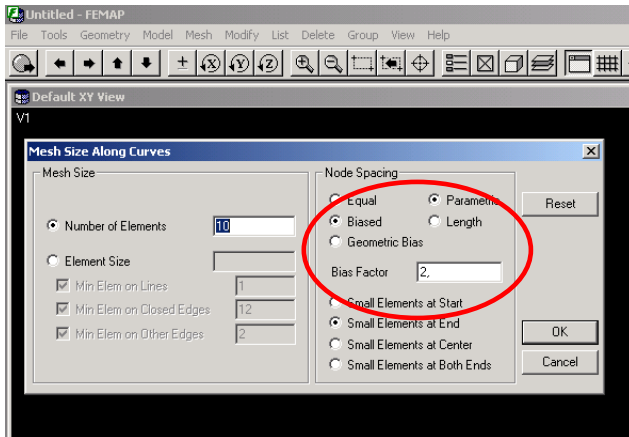 Untitled - FEMAP
File Tools Geometry Model Mesh Modify List Delete Group View Help
Default XY View
V1
Mesh Size Along Curves
Mesh Size
Number of Elements 10
Element Size
Min Elem on Lines 1
Min Elem on Closed Edges 12
Min Elem on Other Edges 2
Node Spacing
Equal Parametric
Biased Length
Geometric Bias
Bias Factor 2,
Small Elements at Start
Small Elements at End
Small Elements at Center
Small Elements at Both Ends
Reset
OK
Cancel